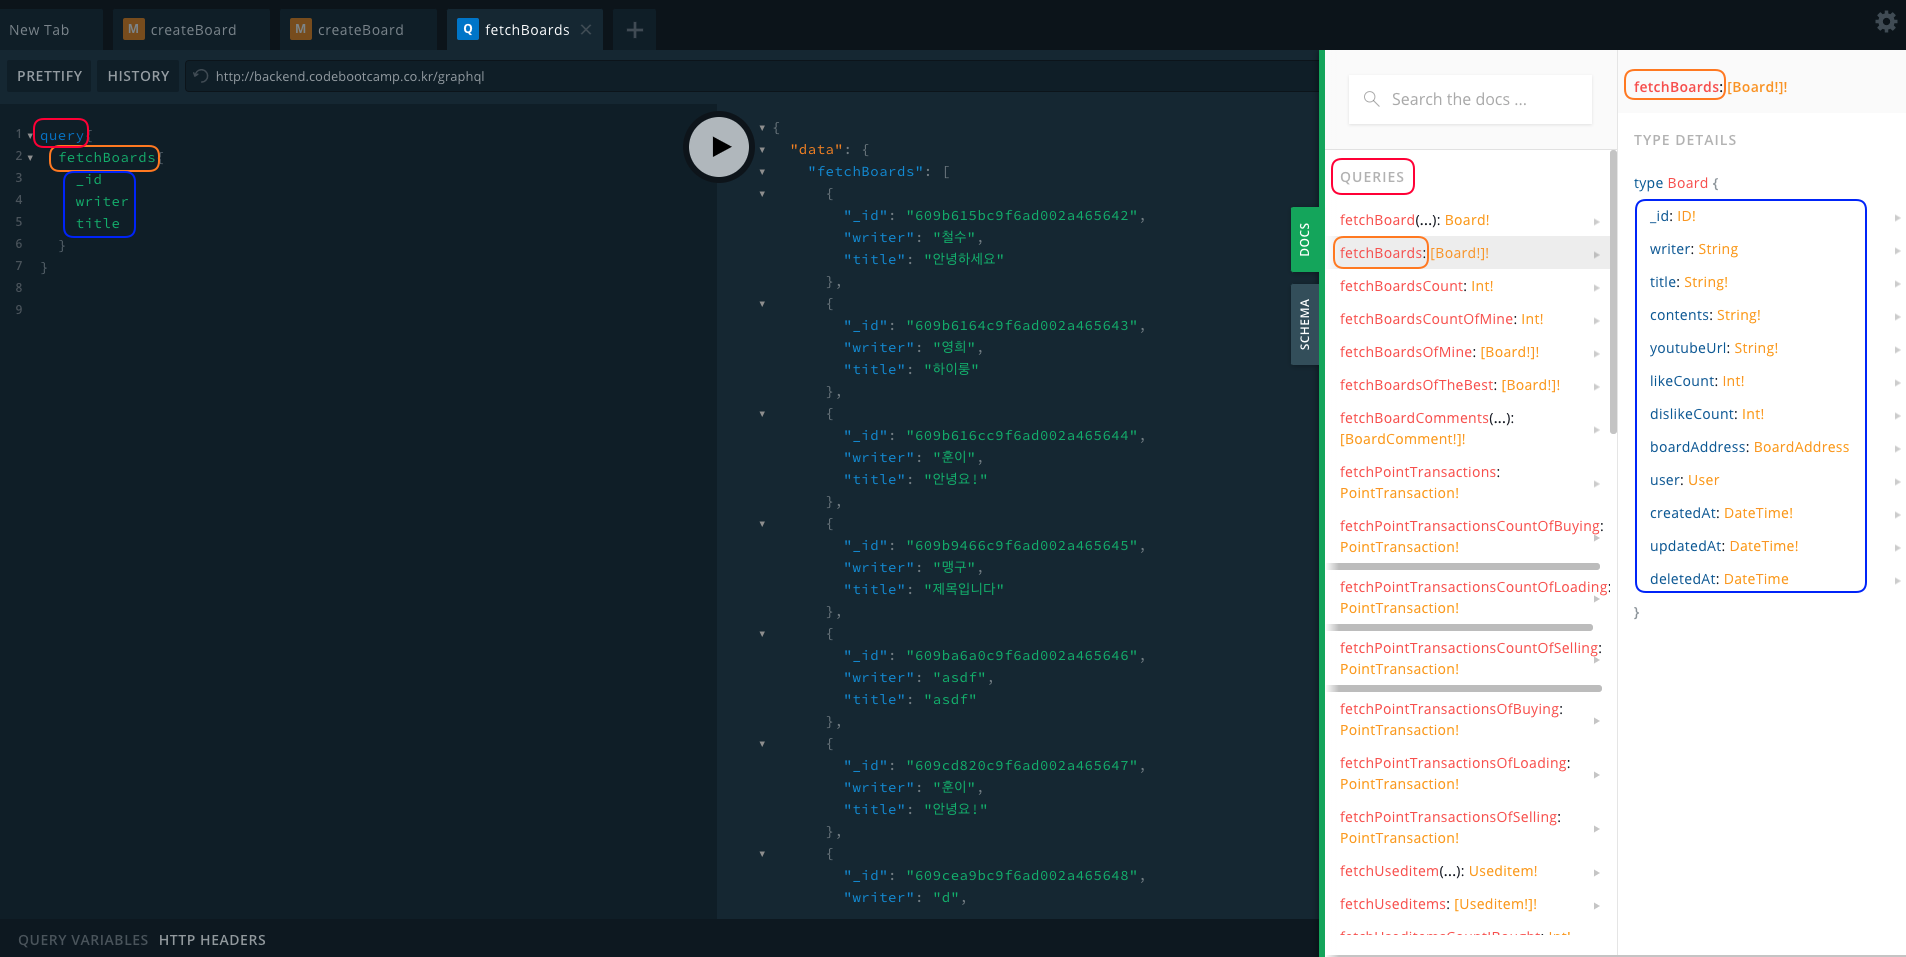 New Tab
M createBoard
M createBoard
Q fetchBoards
PRETTIFY
HISTORY
http://backend.codebootcamp.co.kr/graphql
1 query{
2 fetchBoards{
3 _id
4 writer
5 title
6 }
7 }
8
9
{
"data": {
"fetchBoards": [
{
"_id": "609b615bc9f6ad002a465642",
"writer": "철수",
"title": "안녕하세요"
},
{
"_id": "609b6164c9f6ad002a465643",
"writer": "영희",
"title": "하이룽"
},
{
"_id": "609b616cc9f6ad002a465644",
"writer": "훈이",
"title": "안녕요!"
},
{
"_id": "609b9466c9f6ad002a465645",
"writer": "맹구",
"title": "제목입니다"
},
{
"_id": "609ba6a0c9f6ad002a465646",
"writer": "asdf",
"title": "asdf"
},
{
"_id": "609cd820c9f6ad002a465647",
"writer": "훈이",
"title": "안녕요!"
},
{
"_id": "609cea9bc9f6ad002a465648",
"writer": "d",
QUERY VARIABLES
HTTP HEADERS
DOCS
SCHEMA
Search the docs ...
QUERIES
fetchBoard(...): Board!
fetchBoards: [Board!]!
fetchBoardsCount: Int!
fetchBoardsCountOfMine: Int!
fetchBoardsOfMine: [Board!]!
fetchBoardsOfTheBest: [Board!]!
fetchBoardComments(...):
[BoardComment!]!
fetchPointTransactions:
PointTransaction!
fetchPointTransactionsCountOfBuying:
PointTransaction!
fetchPointTransactionsCountOfLoading:
PointTransaction!
fetchPointTransactionsCountOfSelling:
PointTransaction!
fetchPointTransactionsOfBuying:
PointTransaction!
fetchPointTransactionsOfLoading:
PointTransaction!
fetchPointTransactionsOfSelling:
PointTransaction!
fetchUseditem(...): Useditem!
fetchUseditems: [Useditem!]!
fetchUseditemsCountIBought: Int!
fetchBoards: [Board!]!
TYPE DETAILS
type Board {
_id: ID!
writer: String
title: String!
contents: String!
youtubeUrl: String!
likeCount: Int!
dislikeCount: Int!
boardAddress: BoardAddress
user: User
createdAt: DateTime!
updatedAt: DateTime!
deletedAt: DateTime
}